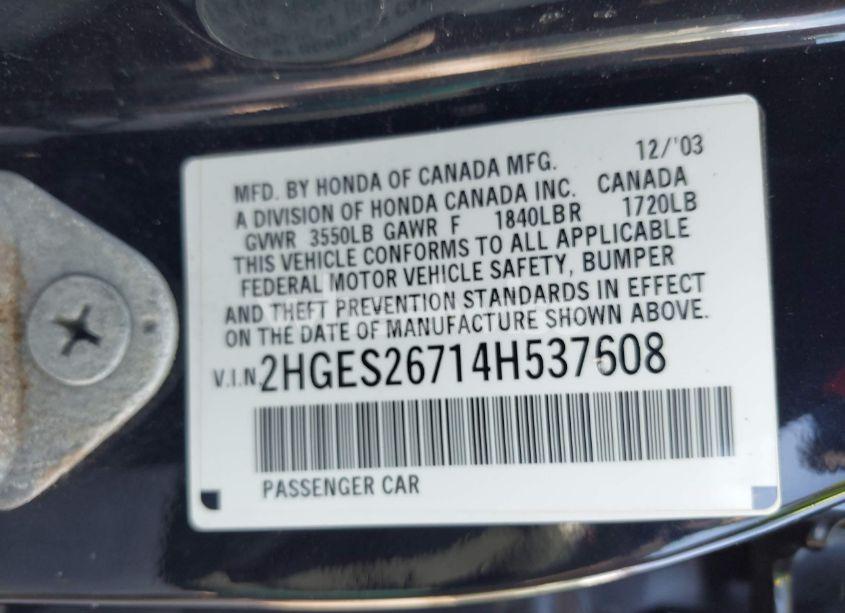 12/'03
MFD. BY HONDA OF CANADA MFG.
A DIVISION OF HONDA CANADA INC. CANADA
GVWR 3550LB GAWR F 1840LB R 1720LB
THIS VEHICLE CONFORMS TO ALL APPLICABLE
FEDERAL MOTOR VEHICLE SAFETY, BUMPER
AND THEFT PREVENTION STANDARDS IN EFFECT
ON THE DATE OF MANUFACTURE SHOWN ABOVE.
V.I.N. 2HGES26714H537608
PASSENGER CAR